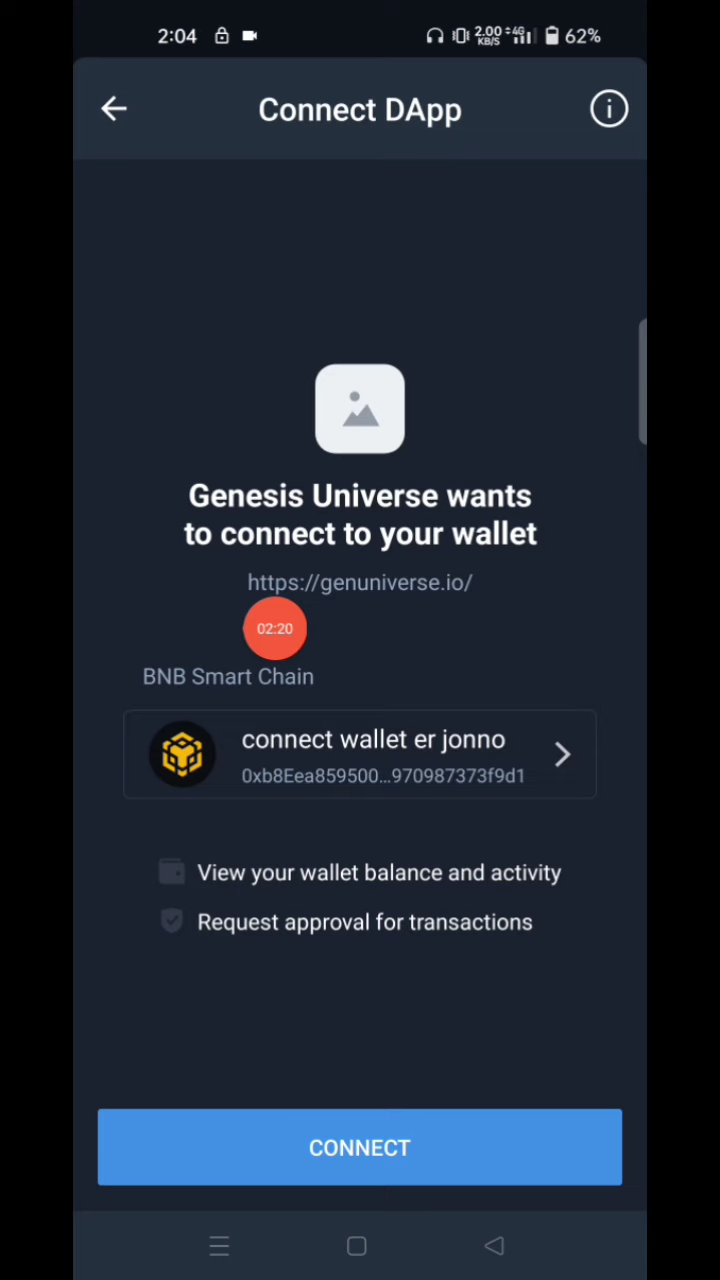 2:04 2.00 KB/S 4G 62%
Connect DApp
Genesis Universe wants
to connect to your wallet
https://genuniverse.io/
02:20
BNB Smart Chain
connect wallet er jonno
0xb8Eea859500...970987373f9d1
View your wallet balance and activity
Request approval for transactions
CONNECT